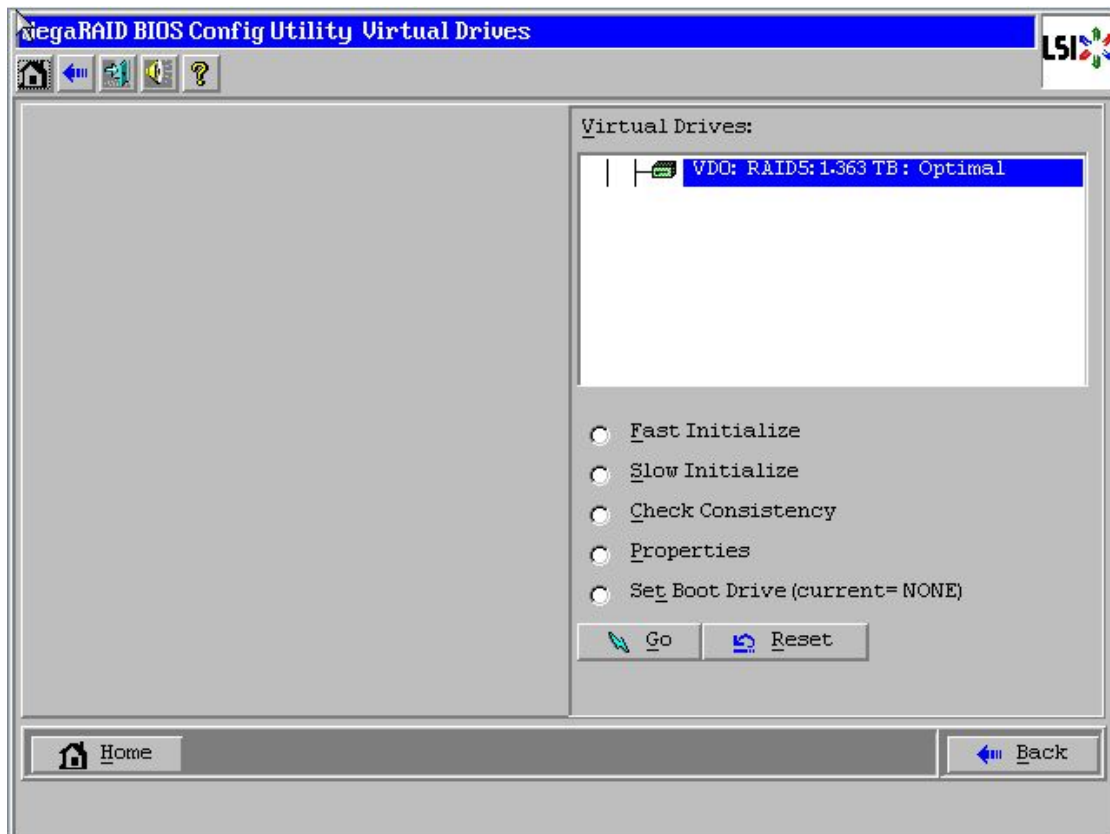 MegaRAID BIOS Config Utility Virtual Drives
LSI
Virtual Drives:
VD0: RAID5: 1.363 TB: Optimal
Fast Initialize
Slow Initialize
Check Consistency
Properties
Set Boot Drive (current= NONE)
Go
Reset
Home
Back